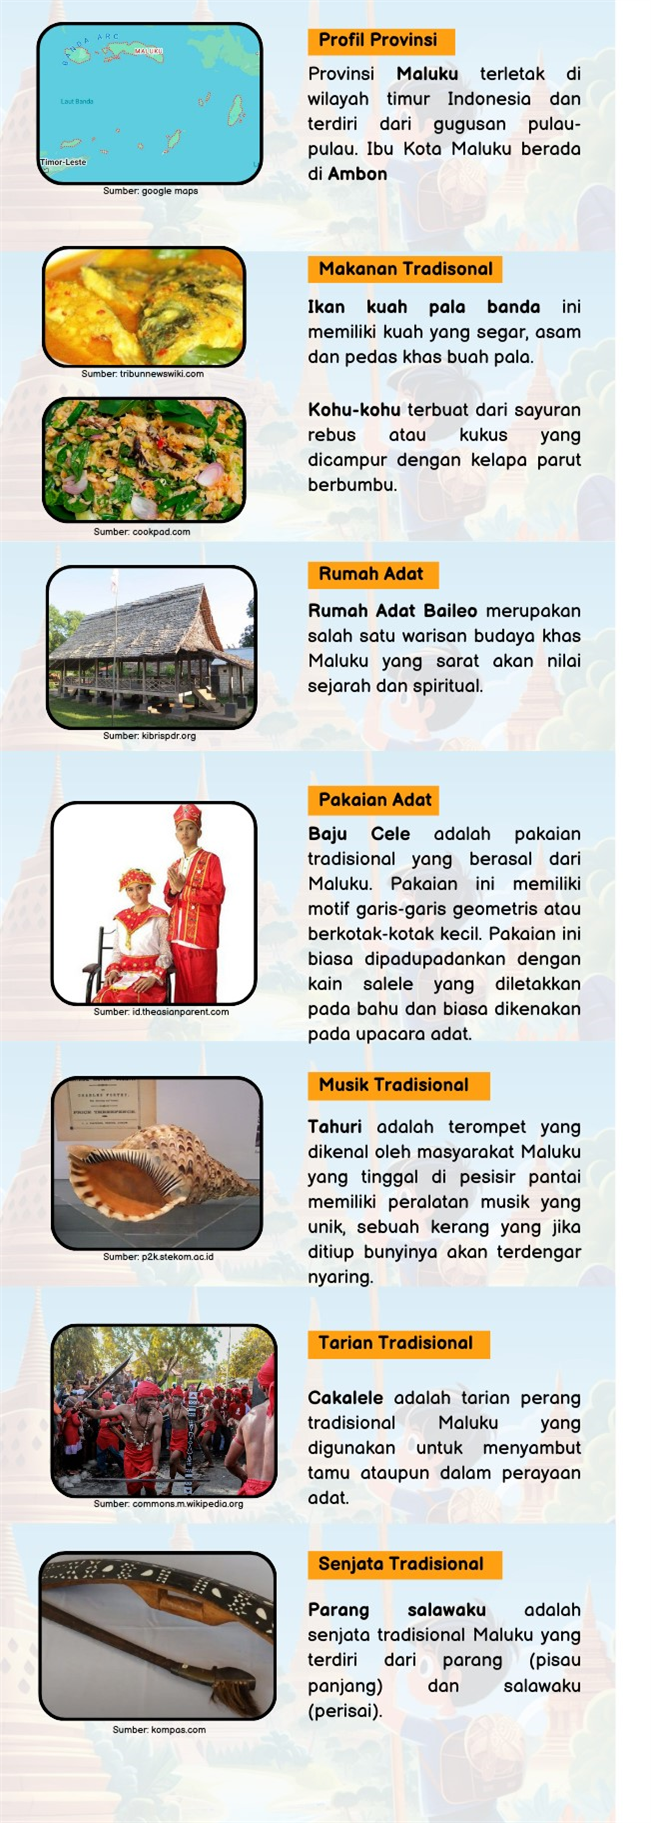 BANDA ARC
MALUKU
Laut Banda
Timor-Leste
Sumber: google maps
Profil Provinsi
Provinsi Maluku terletak di
wilayah timur Indonesia dan
terdiri dari gugusan pulau-
pulau. Ibu Kota Maluku berada
di Ambon
Sumber: tribunnewswiki.com
Sumber: cookpad.com
Makanan Tradisonal
Ikan kuah pala banda ini
memiliki kuah yang segar, asam
dan pedas khas buah pala.
Kohu-kohu terbuat dari sayuran
rebus atau kukus yang
dicampur dengan kelapa parut
berbumbu.
Sumber: kibrispdr.org
Rumah Adat
Rumah Adat Baileo merupakan
salah satu warisan budaya khas
Maluku yang sarat akan nilai
sejarah dan spiritual.
Sumber: id.theasianparent.com
Pakaian Adat
Baju Cele adalah pakaian
tradisional yang berasal dari
Maluku. Pakaian ini memiliki
motif garis-garis geometris atau
berkotak-kotak kecil. Pakaian ini
biasa dipadupadankan dengan
kain salele yang diletakkan
pada bahu dan biasa dikenakan
pada upacara adat.
PRICE THREEPENCE.
Sumber: p2k.stekom.ac.id
Musik Tradisional
Tahuri adalah terompet yang
dikenal oleh masyarakat Maluku
yang tinggal di pesisir pantai
memiliki peralatan musik yang
unik, sebuah kerang yang jika
ditiup bunyinya akan terdengar
nyaring.
Sumber: commons.m.wikipedia.org
Tarian Tradisional
Cakalele adalah tarian perang
tradisional Maluku yang
digunakan untuk menyambut
tamu ataupun dalam perayaan
adat.
Sumber: kompas.com
Senjata Tradisional
Parang salawaku adalah
senjata tradisional Maluku yang
terdiri dari parang (pisau
panjang) dan salawaku
(perisai).